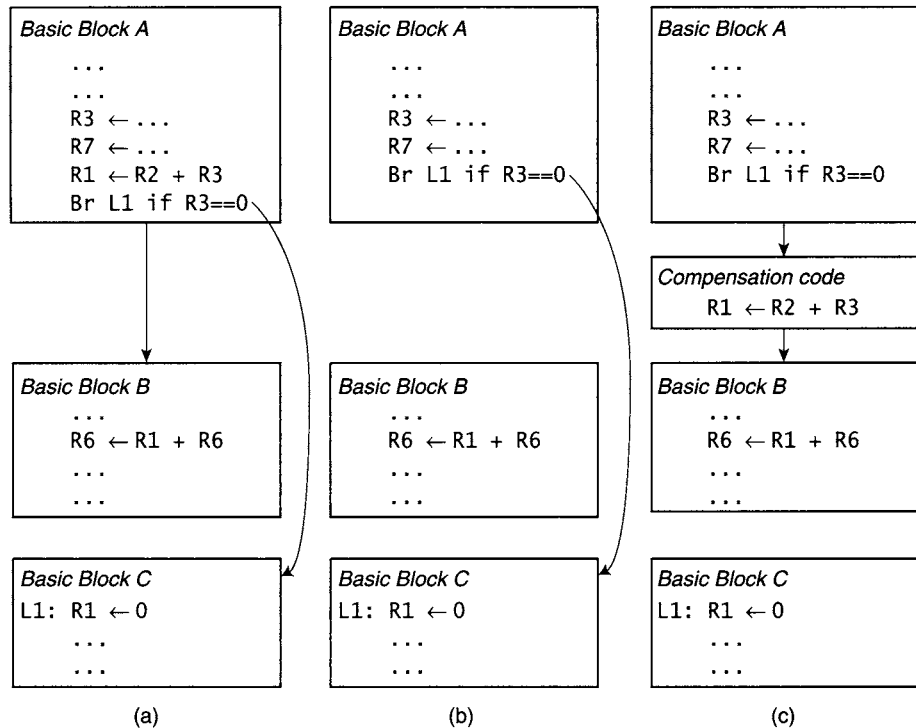 Basic Block A
...
...
R3 ← ...
R7 ← ...
R1 ← R2 + R3
Br L1 if R3==0
Basic Block B
...
R6 ← R1 + R6
...
...
Basic Block C
L1: R1 ← 0
...
...
(a)
Basic Block A
...
...
R3 ← ...
R7 ← ...
Br L1 if R3==0
Basic Block B
...
R6 ← R1 + R6
...
...
Basic Block C
L1: R1 ← 0
...
...
(b)
Basic Block A
...
...
R3 ← ...
R7 ← ...
Br L1 if R3==0
Compensation code
R1 ← R2 + R3
Basic Block B
...
R6 ← R1 + R6
...
...
Basic Block C
L1: R1 ← 0
...
...
(c)